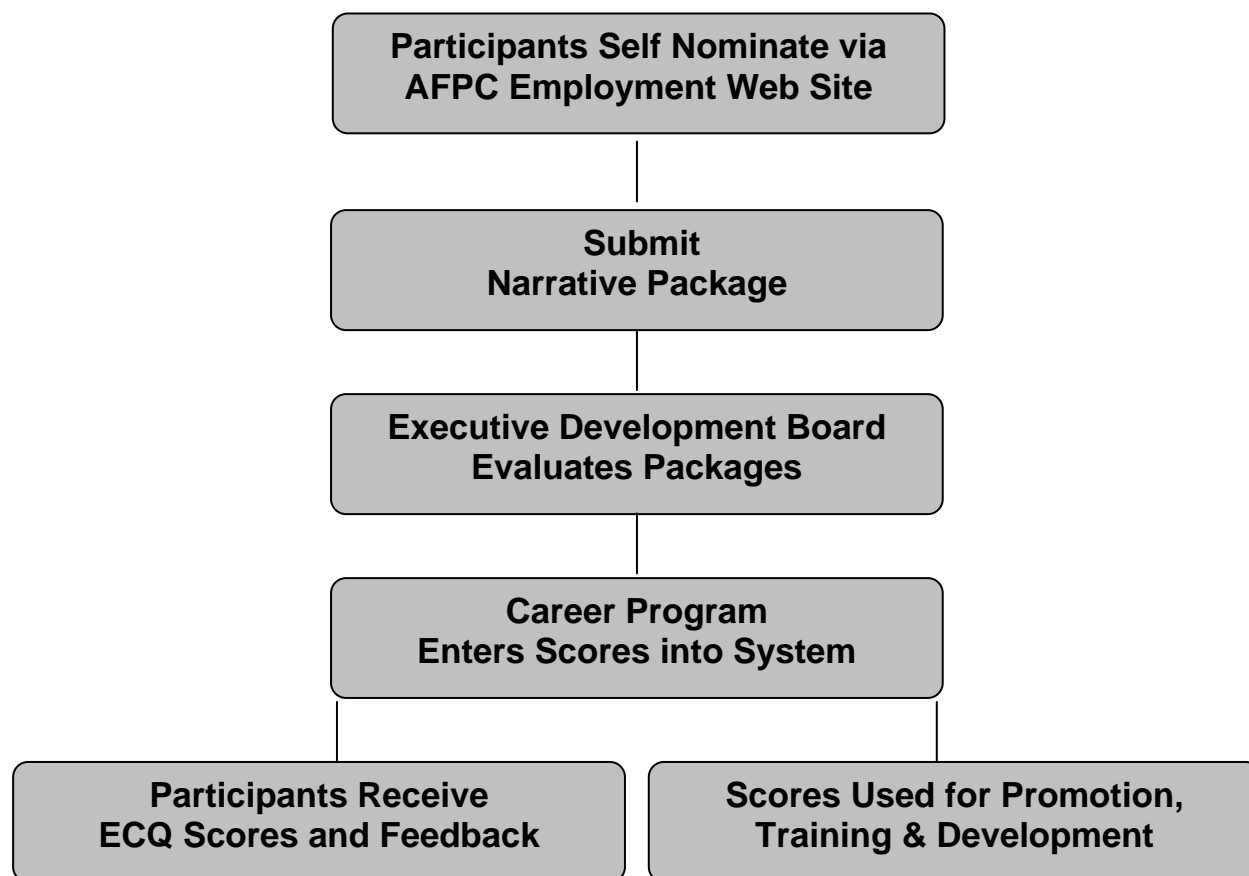 Participants Self Nominate via
AFPC Employment Web Site
Submit
Narrative Package
Executive Development Board
Evaluates Packages
Career Program
Enters Scores into System
Participants Receive
ECQ Scores and Feedback
Scores Used for Promotion,
Training & Development